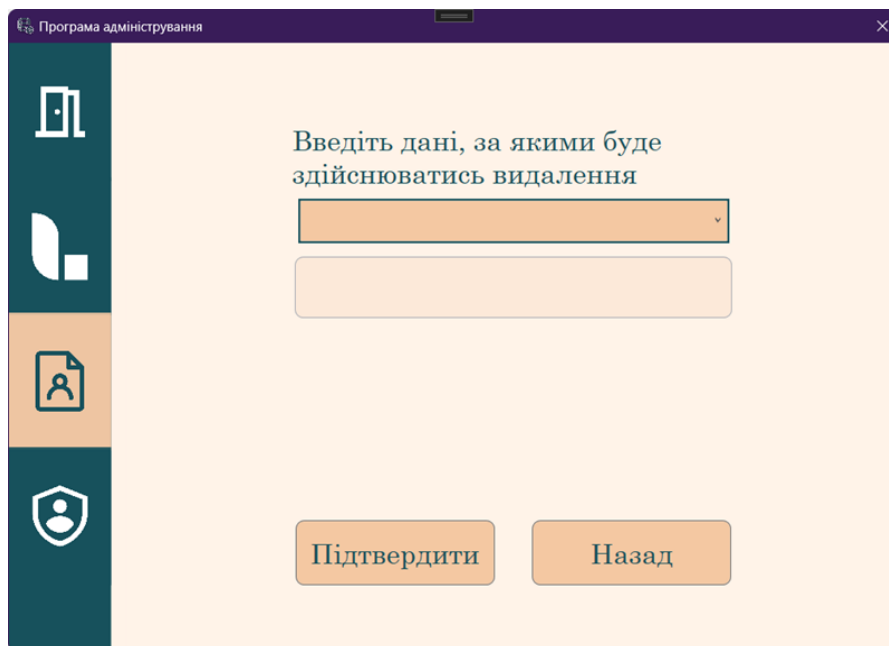 Програма адміністрування
Введіть дані, за якими буде
здійснюватись видалення
Підтвердити
Назад